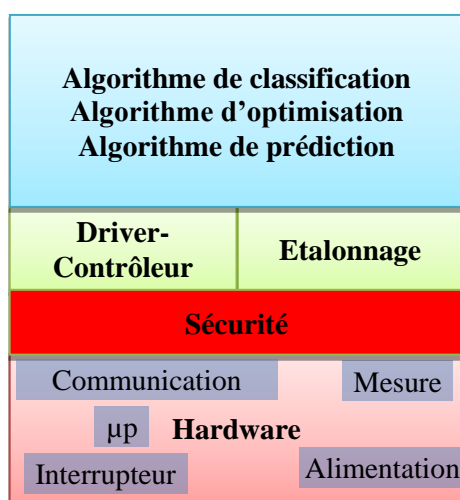 Algorithme de classification
Algorithme d’optimisation
Algorithme de prédiction
Driver-
Contrôleur
Etalonnage
Sécurité
Communication
Mesure
µp
Hardware
Interrupteur
Alimentation